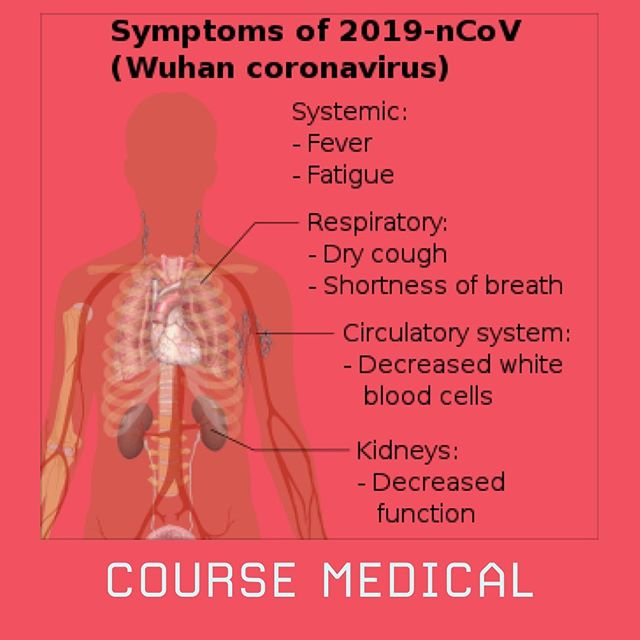 Symptoms of 2019-nCoV
(Wuhan coronavirus)
Systemic:
- Fever
- Fatigue
Respiratory:
- Dry cough
- Shortness of breath
Circulatory system:
- Decreased white
blood cells
Kidneys:
- Decreased
function
COURSE MEDICAL